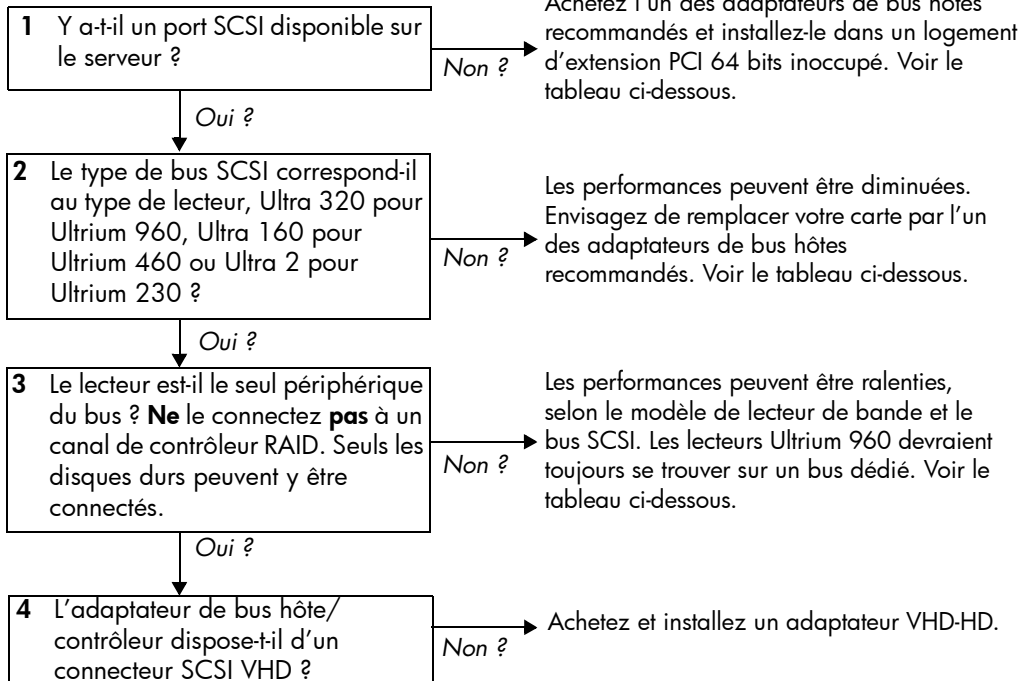 1 Y a-t-il un port SCSI disponible sur
le serveur ?
Non ?
Achetez l'un des adaptateurs de bus hôtes
recommandés et installez-le dans un logement
d'extension PCI 64 bits inoccupé. Voir le
tableau ci-dessous.
Oui ?
2 Le type de bus SCSI correspond-il
au type de lecteur, Ultra 320 pour
Ultrium 960, Ultra 160 pour
Ultrium 460 ou Ultra 2 pour
Ultrium 230 ?
Non ?
Les performances peuvent être diminuées.
Envisagez de remplacer votre carte par l'un
des adaptateurs de bus hôtes
recommandés. Voir le tableau ci-dessous.
Oui ?
3 Le lecteur est-il le seul périphérique
du bus ? Ne le connectez pas à un
canal de contrôleur RAID. Seuls les
disques durs peuvent y être
connectés.
Non ?
Les performances peuvent être ralenties,
selon le modèle de lecteur de bande et le
bus SCSI. Les lecteurs Ultrium 960 devraient
toujours se trouver sur un bus dédié. Voir le
tableau ci-dessous.
Oui ?
4 L'adaptateur de bus hôte/
contrôleur dispose-t-il d'un
connecteur SCSI VHD ?
Non ?
Achetez et installez un adaptateur VHD-HD.